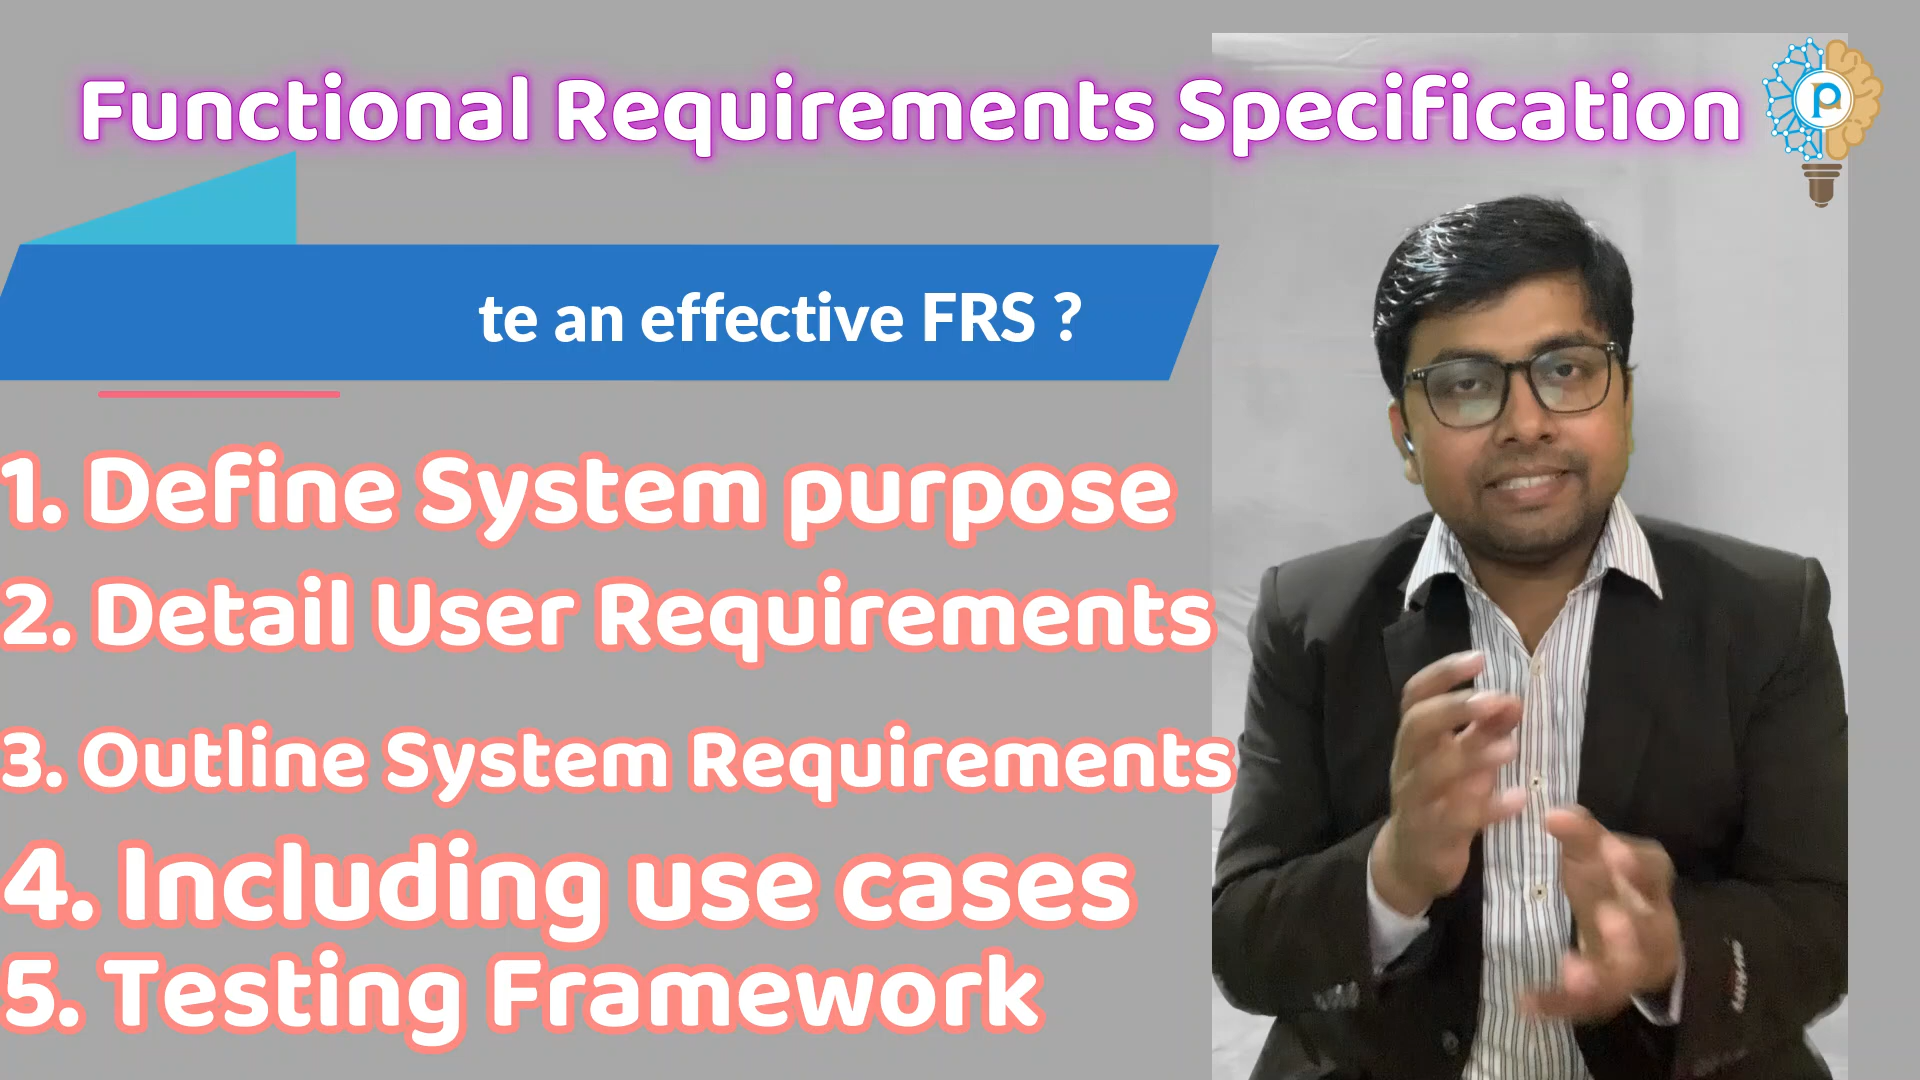 Functional Requirements Specification
p
te an effective FRS ?
1. Define System purpose
2. Detail User Requirements
3. Outline System Requirements
4. Including use cases
5. Testing Framework